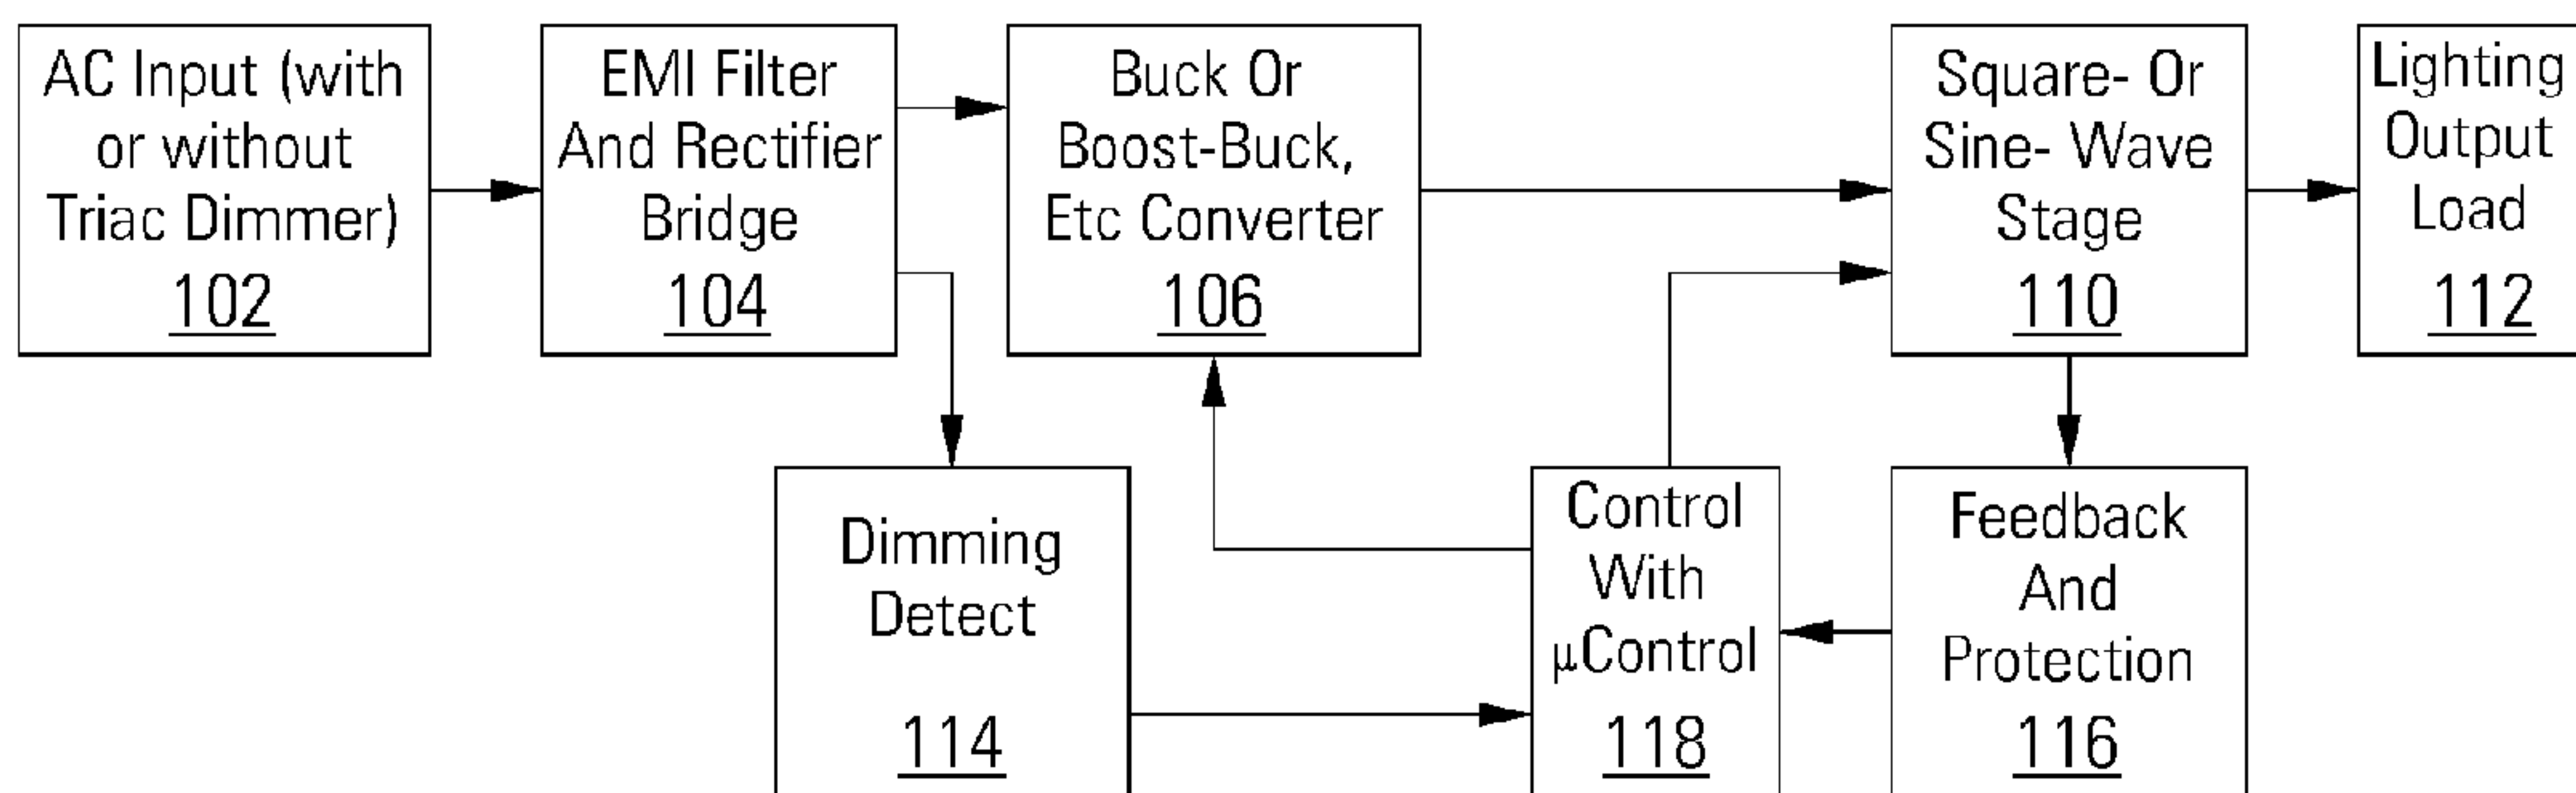 AC Input (with
or without
Triac Dimmer)
102
EMI Filter
And Rectifier
Bridge
104
Buck Or
Boost-Buck,
Etc Converter
106
Square- Or
Sine- Wave
Stage
110
Lighting
Output
Load
112
Dimming
Detect
114
Control
With
µControl
118
Feedback
And
Protection
116